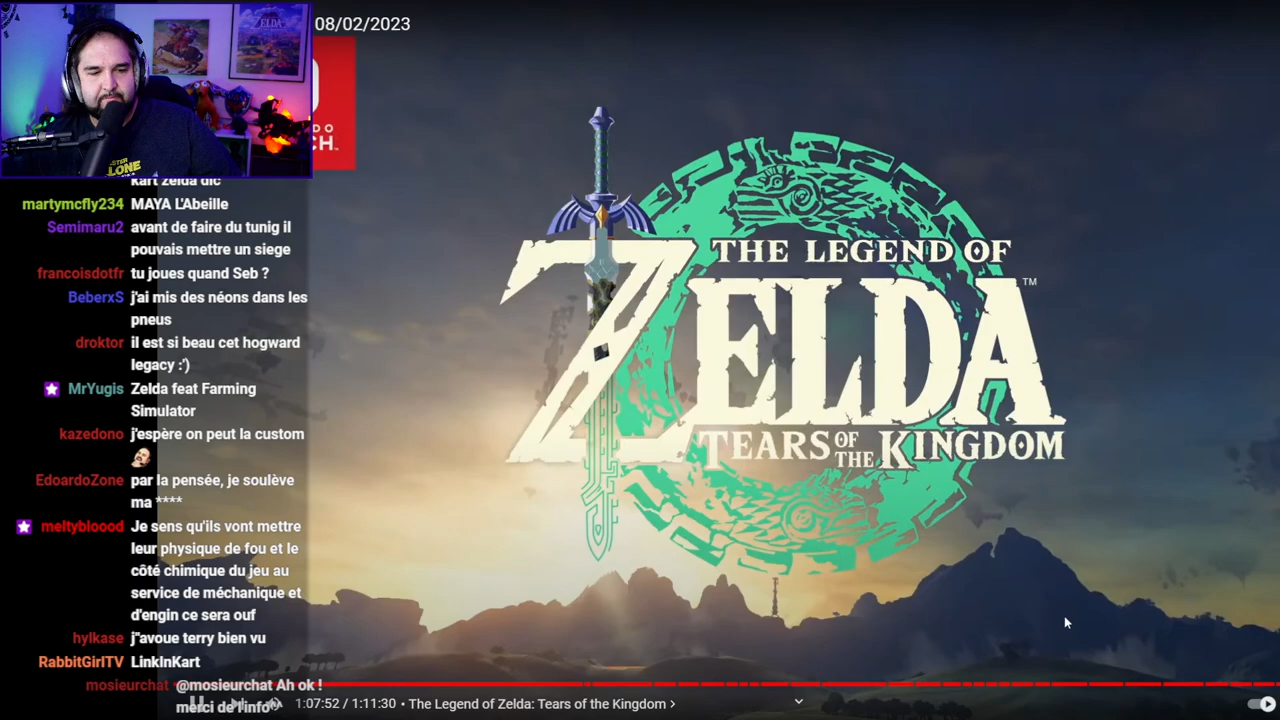 08/02/2023
DO
CH™
kart zelda dlc
martymcfly234 MAYA L'Abeille
Semimaru2 avant de faire du tunig il
pouvais mettre un siege
francoisdotfr tu joues quand Seb ?
BeberxS j'ai mis des néons dans les
pneus
droktor il est si beau cet hogward
legacy :')
MrYugis Zelda feat Farming
Simulator
kazedono j'espère on peut la custom
EdoardoZone par la pensée, je soulève
ma ****
meltybloood Je sens qu'ils vont mettre
leur physique de fou et le
côté chimique du jeu au
service de méchanique et
d'engin ce sera ouf
hylkase j"avoue terry bien vu
RabbitGirlTV LinkInKart
mosieurchat @mosieurchat Ah ok !
merci de l'info
THE LEGEND OF
ZELDA™
TEARS OF THE KINGDOM
1:07:52 / 1:11:30 • The Legend of Zelda: Tears of the Kingdom >